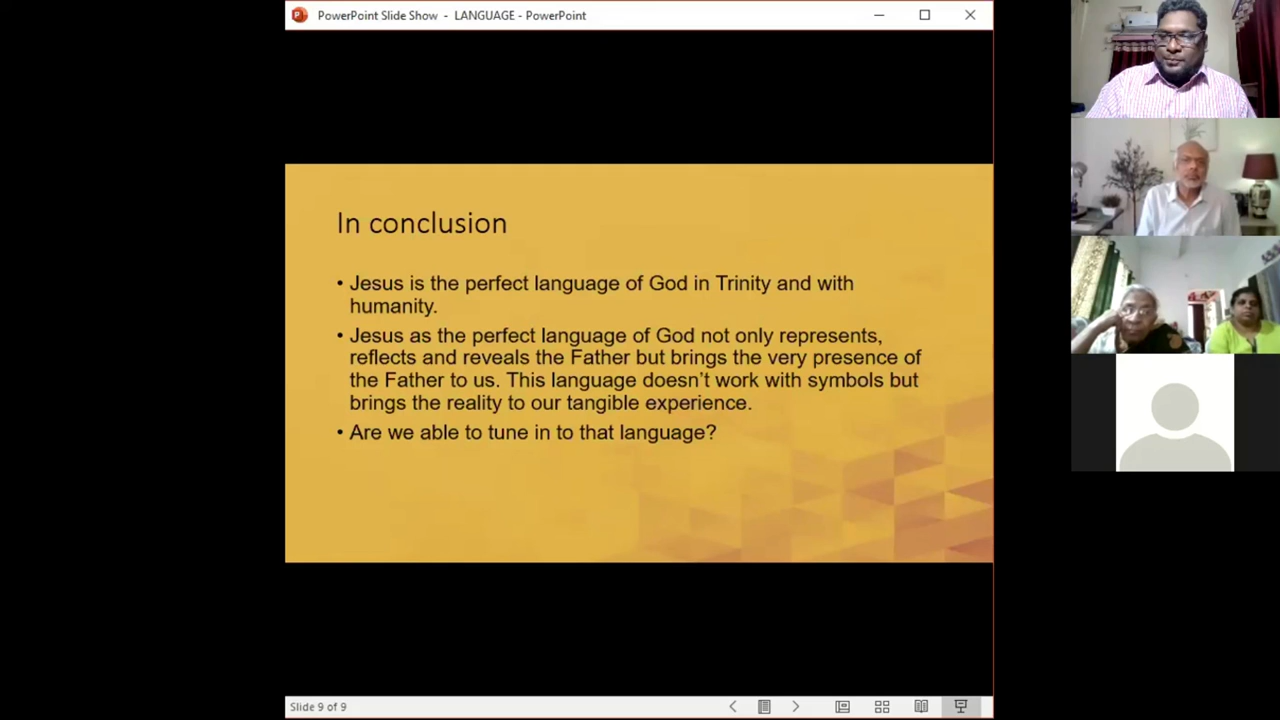 PowerPoint Slide Show - LANGUAGE - PowerPoint
In conclusion
• Jesus is the perfect language of God in Trinity and with
humanity.
• Jesus as the perfect language of God not only represents,
reflects and reveals the Father but brings the very presence of
the Father to us. This language doesn't work with symbols but
brings the reality to our tangible experience.
• Are we able to tune in to that language?
Slide 9 of 9